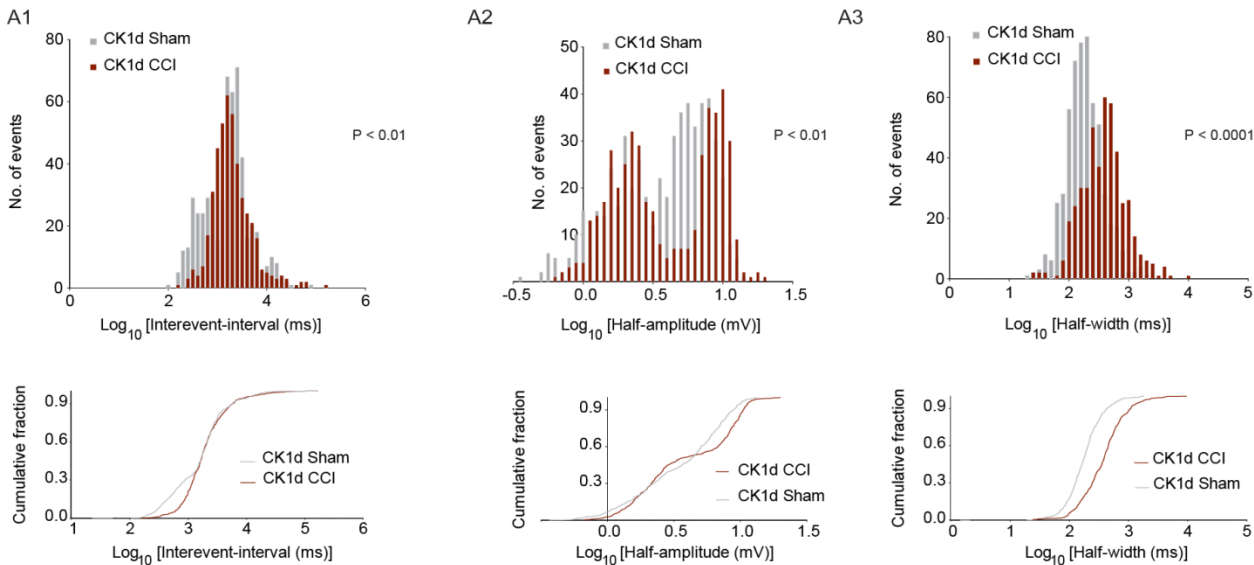 A1
80
60
40
20
0
No. of events
CK1d Sham
CK1d CCI
P < 0.01
0
2
4
6
Log10 [Interevent-interval (ms)]
A2
50
40
30
20
10
0
No. of events
CK1d Sham
CK1d CCI
P < 0.01
-0.5
0.0
0.5
1.0
1.5
Log10 [Half-amplitude (mV)]
A3
80
60
40
20
0
No. of events
CK1d Sham
CK1d CCI
P < 0.0001
0
1
2
3
4
5
Log10 [Half-width (ms)]
0.9
0.6
0.3
0.0
Cumulative fraction
CK1d Sham
CK1d CCI
1
2
3
4
5
6
Log10 [Interevent-interval (ms)]
0.9
0.6
0.3
Cumulative fraction
CK1d CCI
CK1d Sham
0.0
0.5
1.0
1.5
Log10 [Half-amplitude (mV)]
0.9
0.6
0.3
0.0
Cumulative fraction
CK1d CCI
CK1d Sham
0
1
2
3
4
5
Log10 [Half-width (ms)]